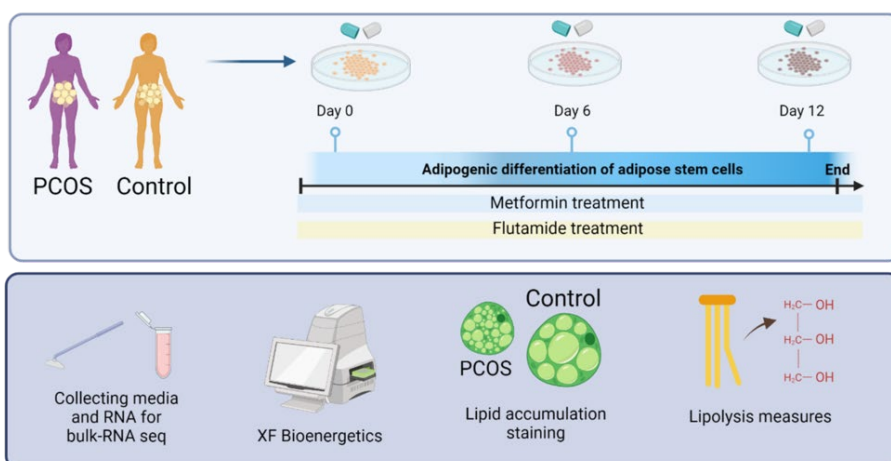 PCOS
Control
Day 0
Day 6
Day 12
Adipogenic differentiation of adipose stem cells
End
Metformin treatment
Flutamide treatment
Collecting media
and RNA for
bulk-RNA seq
XF Bioenergetics
Control
PCOS
Lipid accumulation
staining
H₂C— OH
H₂C— OH
H₂C— OH
Lipolysis measures